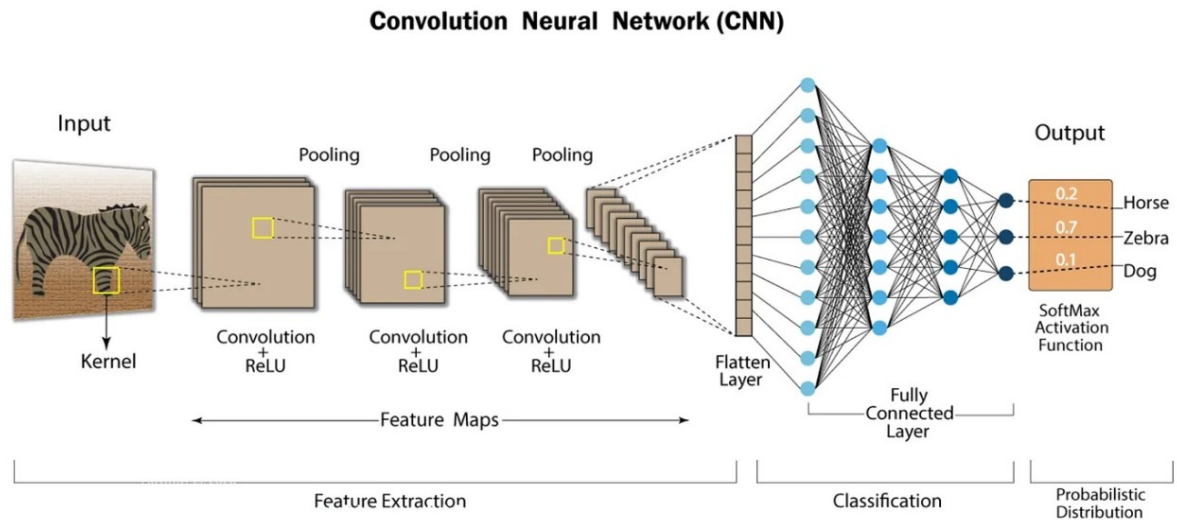 Convolution Neural Network (CNN)
Input
Kernel
Pooling
Pooling
Pooling
Convolution
+
ReLU
Convolution
+
ReLU
Convolution
+
ReLU
Feature Maps
Flatten
Layer
Fully
Connected
Layer
Output
0.2
Horse
0.7
Zebra
0.1
Dog
SoftMax
Activation
Function
Feature Extraction
Classification
Probabilistic
Distribution